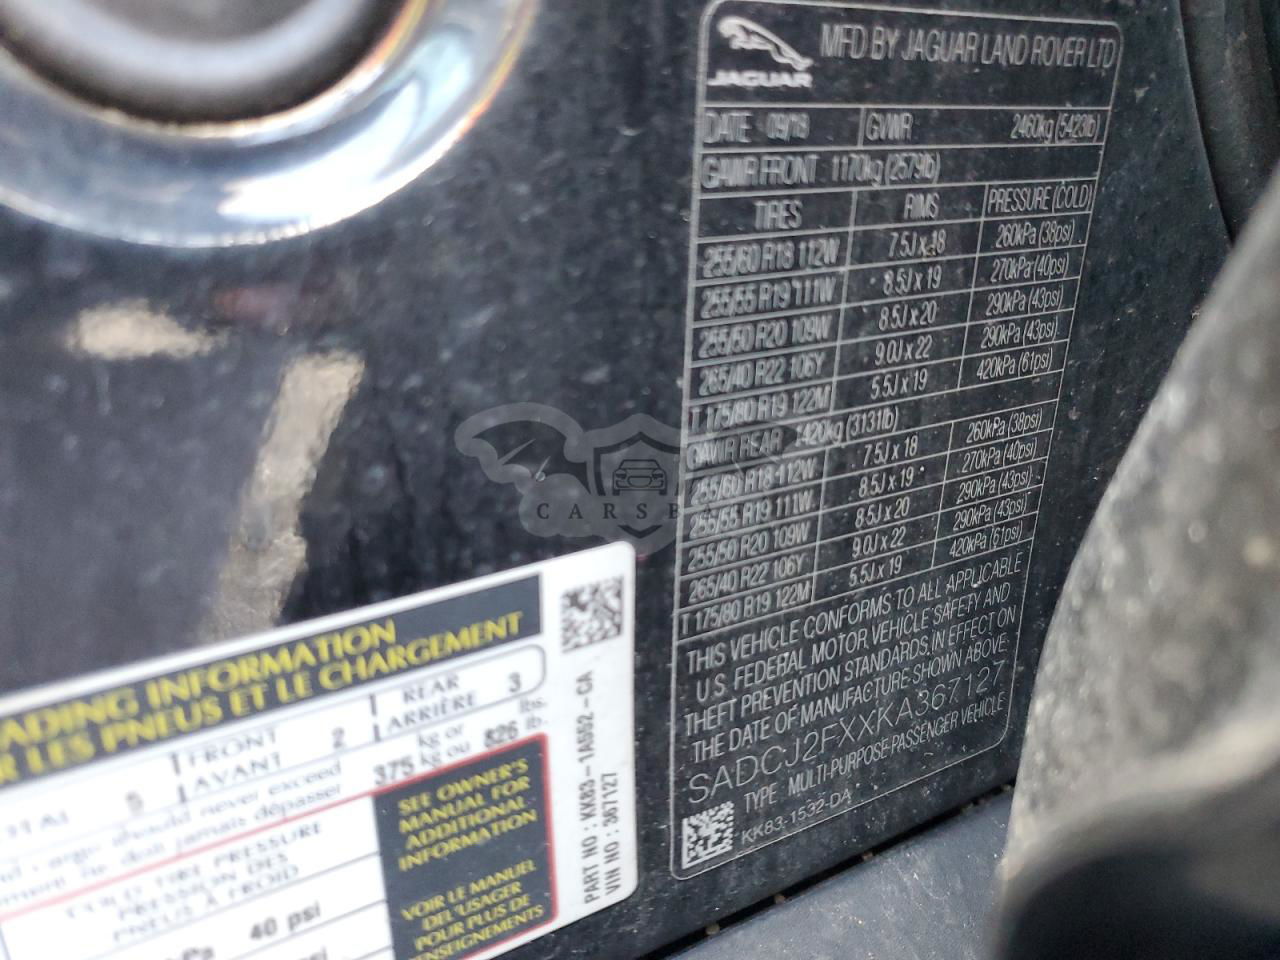 JAGUAR
MFD BY JAGUAR LAND ROVER LTD
DATE 09/18 GVWR 2460kg (5423lb)
GAWR FRONT 1170kg (2579lb)
TIRES RIMS PRESSURE (COLD)
255/60 R18 112W 7.5J x 18 260kPa (38psi)
255/55 R19 111W 8.5J x 19 270kPa (40psi)
255/50 R20 109W 8.5J x 20 290kPa (43psi)
265/40 R22 106Y 9.0J x 22 290kPa (43psi)
T 175/80 R19 122M 5.5J x 19 420kPa (61psi)
GAWR REAR 1420kg (3131lb)
255/60 R18 112W 7.5J x 18 260kPa (38psi)
255/55 R19 111W 8.5J x 19 270kPa (40psi)
255/50 R20 109W 8.5J x 20 290kPa (43psi)
265/40 R22 106Y 9.0J x 22 290kPa (43psi)
T 175/80 R19 122M 5.5J x 19 420kPa (61psi)
THIS VEHICLE CONFORMS TO ALL APPLICABLE
U.S. FEDERAL MOTOR VEHICLE SAFETY AND
THEFT PREVENTION STANDARDS, IN EFFECT ON
THE DATE OF MANUFACTURE SHOWN ABOVE:
SADCJ2FXXKA367127
TYPE MULTI-PURPOSE PASSENGER VEHICLE
KK83-1532-DA
ADING INFORMATION
LES PNEUS ET LE CHARGEMENT
5 FRONT AVANT 2 REAR ARRIÈRE 3
should never exceed
jamais dépasser
375 kg or kg ou 826 lbs. lb.
COLD TIRE PRESSURE
PRESSION DES
PNEUS À FROID
40 psi
psi
SEE OWNER'S
MANUAL FOR
ADDITIONAL
INFORMATION
VOIR LE MANUEL
DE L'USAGER
POUR PLUS DE
RENSEIGNEMENTS
PART NO : KK83-1A552-CA
VIN NO : 367127